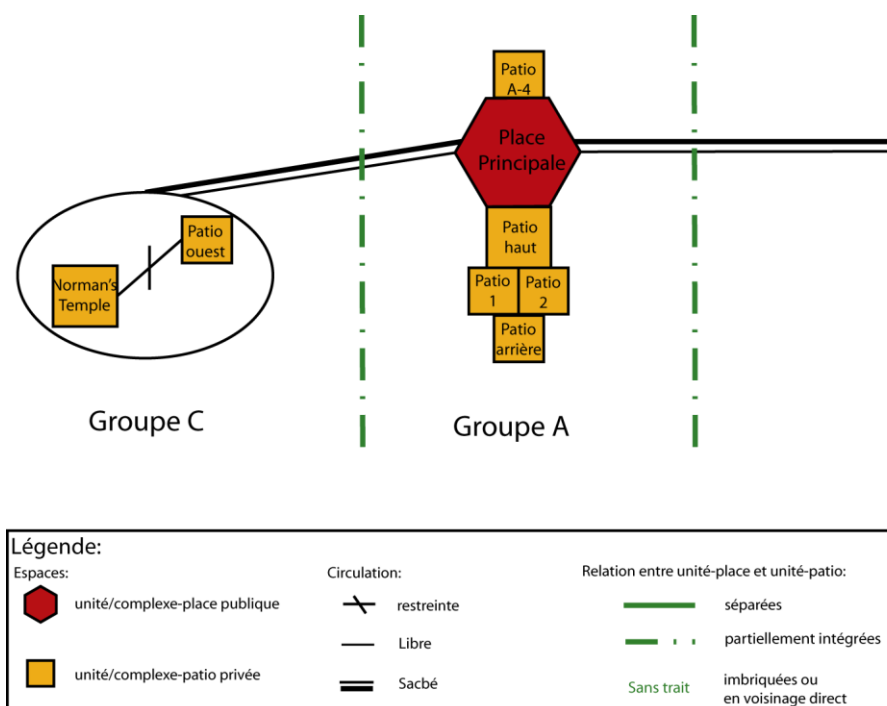 Patio
A-4
Place
Principale
Patio
haut
Patio
1
Patio
2
Patio
arrière
Patio
ouest
Norman's
Temple
Groupe C
Groupe A
Légende:
Espaces:
unité/complexe-place publique
unité/complexe-patio privée
Circulation:
restreinte
Libre
Sacbé
Relation entre unité-place et unité-patio:
séparées
partiellement intégrées
Sans trait
imbriquées ou
en voisinage direct